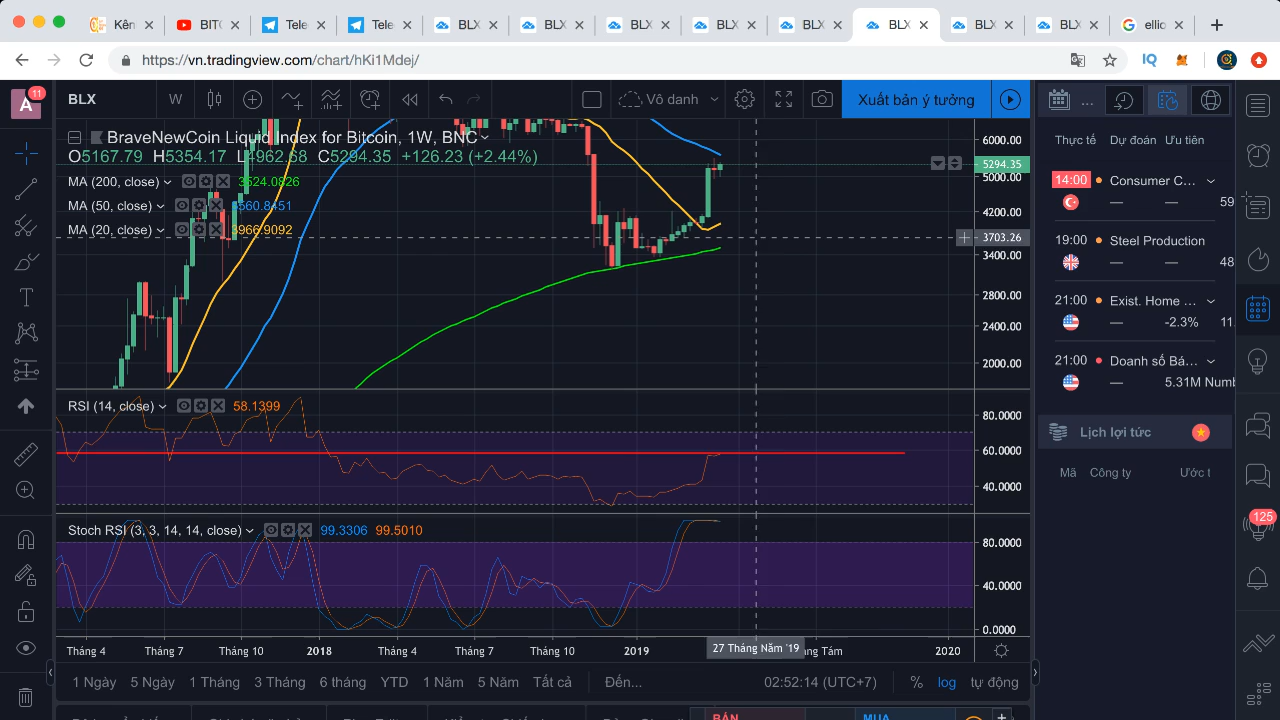 Kên
BITC
Tele
Tele
BLX
BLX
BLX
BLX
BLX
BLX
BLX
BLX
ellio
https://vn.tradingview.com/chart/hKi1Mdej/
IQ
A
11
BLX
W
Vô danh
Xuất bản ý tưởng
BraveNewCoin Liquid Index for Bitcoin, 1W, BNC
O5167.79 H5354.17 L4962.68 C5294.35 +126.23 (+2.44%)
MA (200, close) 3524.0826
MA (50, close) 5560.8451
MA (20, close) 3966.9092
6000.00
5294.35
5000.00
4200.00
3703.26
3400.00
2800.00
2400.00
2000.00
RSI (14, close) 58.1399
80.0000
60.0000
40.0000
Stoch RSI (3, 3, 14, 14, close) 99.3306 99.5010
80.0000
40.0000
0.0000
Tháng 4
Tháng 7
Tháng 10
2018
Tháng 4
Tháng 7
Tháng 10
2019
27 Tháng Năm '19
ng Tám
2020
1 Ngày 5 Ngày 1 Tháng 3 Tháng 6 tháng YTD 1 Năm 5 Năm Tất cả Đến...
02:52:14 (UTC+7) % log tự động
BÁN
MUA
Thực tế Dự đoán Ưu tiên
14:00 Consumer C...
— — 59
19:00 Steel Production
— — 48
21:00 Exist. Home ...
— -2.3% 11
21:00 Doanh số Bá...
— 5.31M Numb
Lịch lợi tức
Mã Công ty Ước t
125